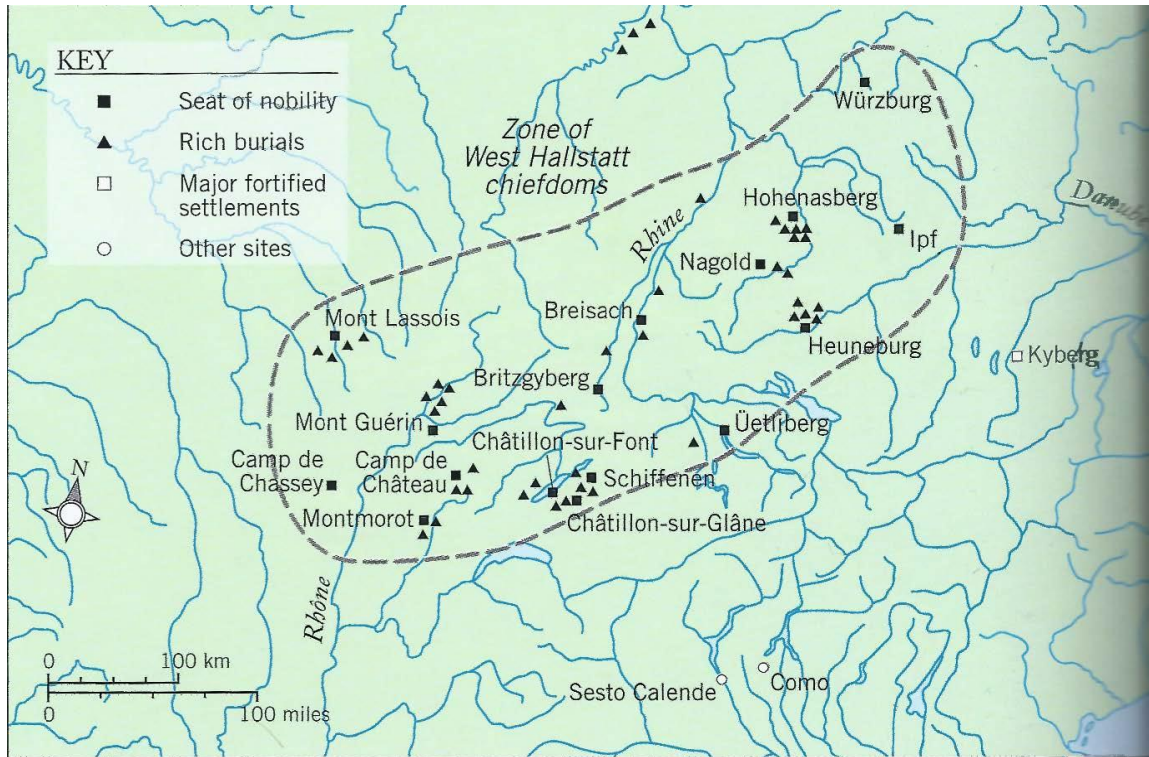 KEY
Seat of nobility
Rich burials
Major fortified
settlements
Other sites
Zone of
West Hallstatt
chiefdoms
Würzburg
Hohenasberg
Danube
Ipf
Rhine
Nagold
Mont Lassois
Breisach
Heuneburg
Kyberg
Britzgyberg
Mont Guérin
Üetliberg
Châtillon-sur-Font
Camp de
Chassey
Camp de
Château
Schiffenen
Châtillon-sur-Glâne
Montmorot
N
Rhône
0 100 km
0 100 miles
Sesto Calende
Como